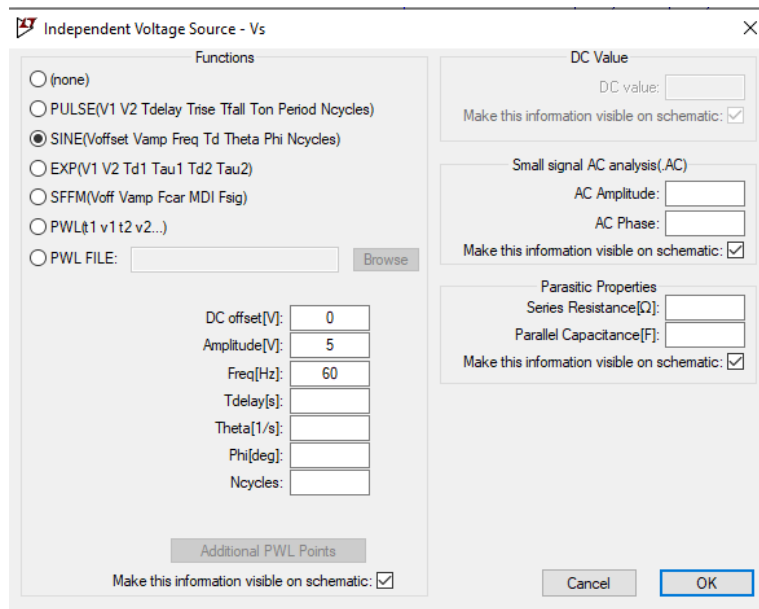 Independent Voltage Source - Vs
Functions
(none)
PULSE(V1 V2 Tdelay Trise Tfall Ton Period Ncycles)
SINE(Voffset Vamp Freq Td Theta Phi Ncycles)
EXP(V1 V2 Td1 Tau1 Td2 Tau2)
SFFM(Voff Vamp Fcar MDI Fsig)
PWL(t1 v1 t2 v2...)
PWL FILE: Browse
DC offset[V]: 0
Amplitude[V]: 5
Freq[Hz]: 60
Tdelay[s]:
Theta[1/s]:
Phi[deg]:
Ncycles:
Additional PWL Points
Make this information visible on schematic:
DC Value
DC value:
Make this information visible on schematic:
Small signal AC analysis(.AC)
AC Amplitude:
AC Phase:
Make this information visible on schematic:
Parasitic Properties
Series Resistance[Ω]:
Parallel Capacitance[F]:
Make this information visible on schematic:
Cancel OK